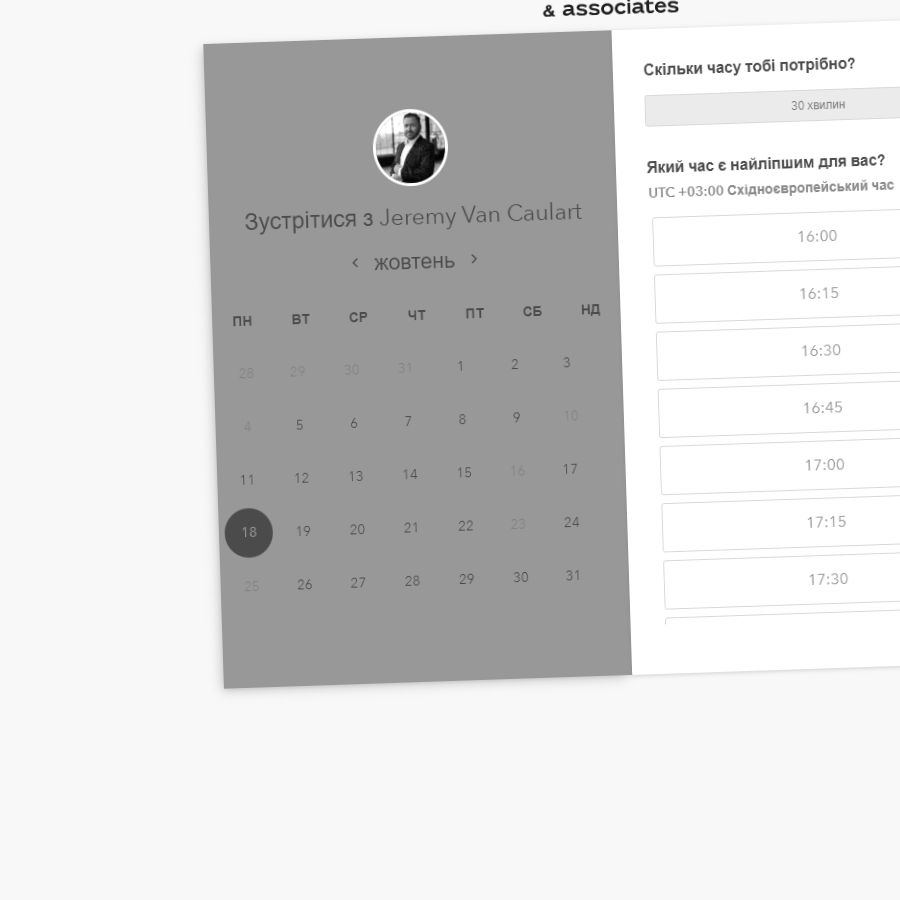 & associates
Зустрітися з Jeremy Van Caulart
‹ жовтень ›
ПН ВТ СР ЧТ ПТ СБ НД
28 29 30 31 1 2 3
4 5 6 7 8 9 10
11 12 13 14 15 16 17
18 19 20 21 22 23 24
25 26 27 28 29 30 31
Скільки часу тобі потрібно?
30 хвилин
Який час є найліпшим для вас?
UTC +03:00 Східноєвропейський час
16:00
16:15
16:30
16:45
17:00
17:15
17:30